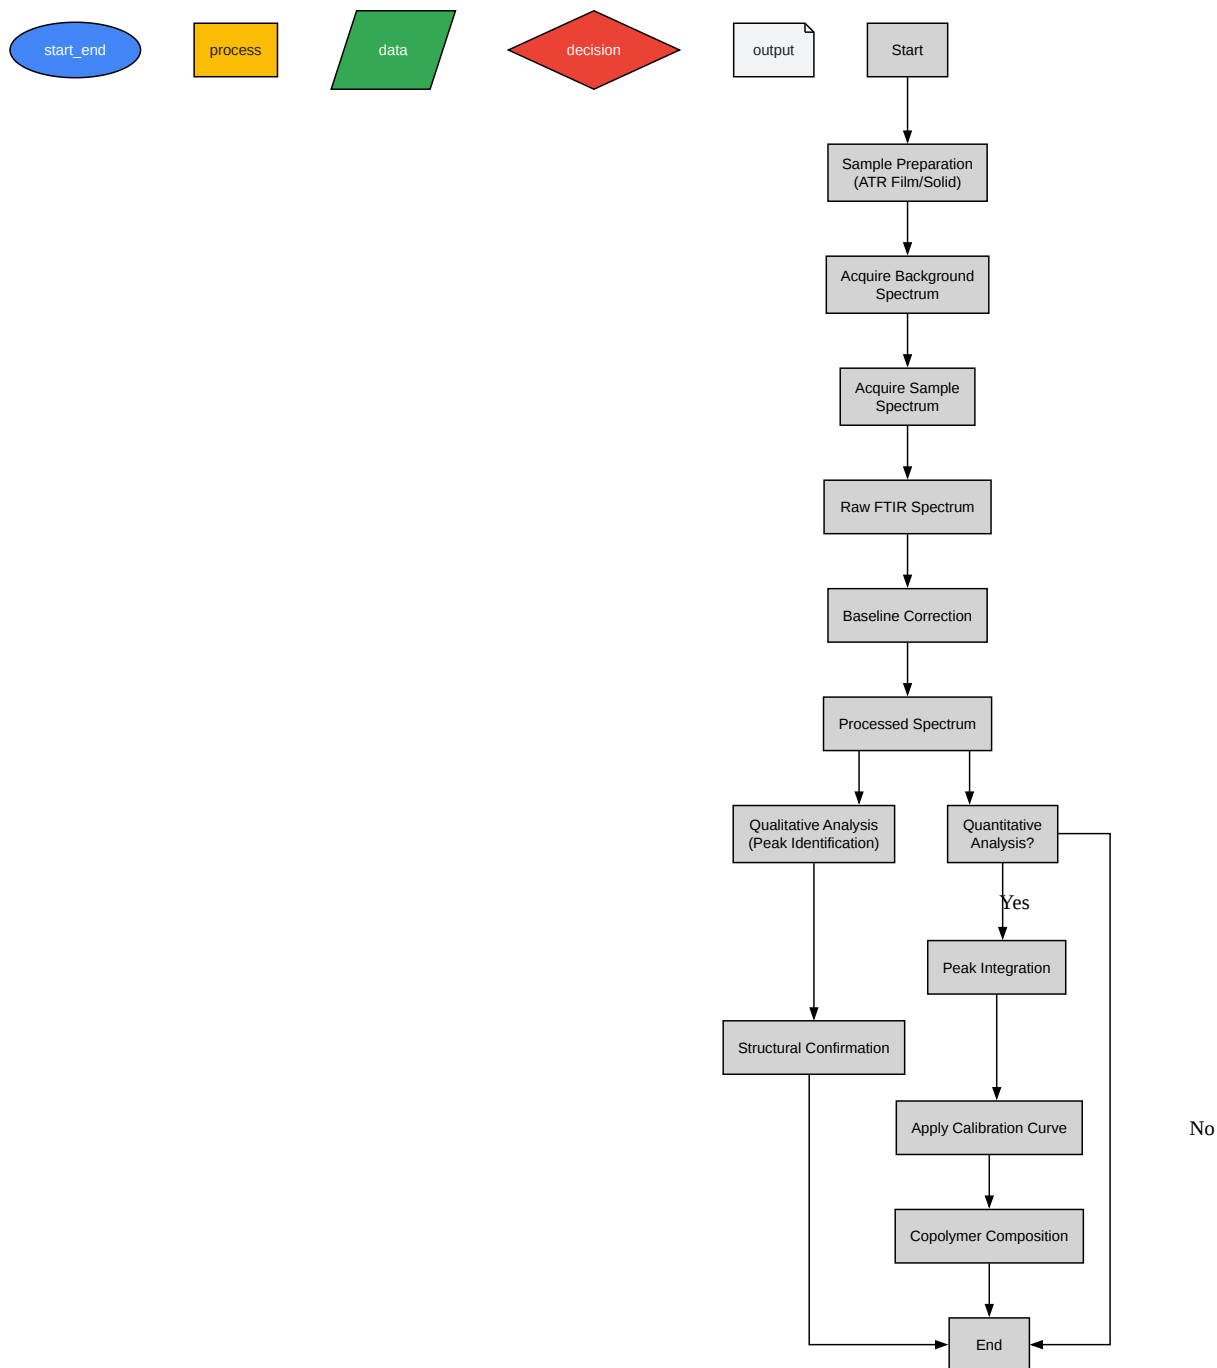 start_end
process
data
decision
output
Start
Sample Preparation
(ATR Film/Solid)
Acquire Background
Spectrum
Acquire Sample
Spectrum
Raw FTIR Spectrum
Baseline Correction
Processed Spectrum
Qualitative Analysis
(Peak Identification)
Quantitative
Analysis?
Yes
Peak Integration
Structural Confirmation
Apply Calibration Curve
No
Copolymer Composition
End